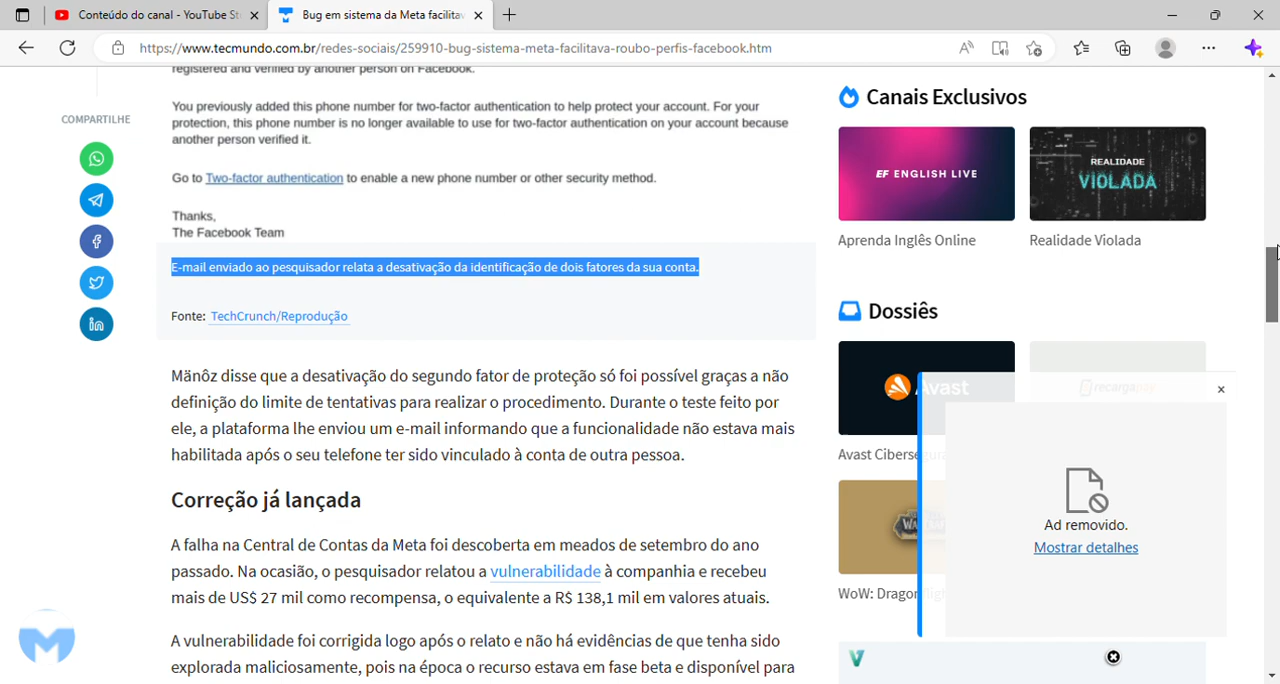 Conteúdo do canal - YouTube St
Bug em sistema da Meta facilitav
https://www.tecmundo.com.br/redes-sociais/259910-bug-sistema-meta-facilitava-roubo-perfis-facebook.htm
registered and verified by another person on Facebook.
You previously added this phone number for two-factor authentication to help protect your account. For your
protection, this phone number is no longer available to use for two-factor authentication on your account because
another person verified it.
Go to Two-factor authentication to enable a new phone number or other security method.
Thanks,
The Facebook Team
E-mail enviado ao pesquisador relata a desativação da identificação de dois fatores da sua conta.
Fonte: TechCrunch/Reprodução
COMPARTILHE
Mänôz disse que a desativação do segundo fator de proteção só foi possível graças a não
definição do limite de tentativas para realizar o procedimento. Durante o teste feito por
ele, a plataforma lhe enviou um e-mail informando que a funcionalidade não estava mais
habilitada após o seu telefone ter sido vinculado à conta de outra pessoa.
Correção já lançada
A falha na Central de Contas da Meta foi descoberta em meados de setembro do ano
passado. Na ocasião, o pesquisador relatou a vulnerabilidade à companhia e recebeu
mais de US$ 27 mil como recompensa, o equivalente a R$ 138,1 mil em valores atuais.
A vulnerabilidade foi corrigida logo após o relato e não há evidências de que tenha sido
explorada maliciosamente, pois na época o recurso estava em fase beta e disponível para
Canais Exclusivos
EF ENGLISH LIVE
REALIDADE
VIOLADA
Aprenda Inglês Online
Realidade Violada
Dossiês
Avast
recargapay
Avast Cibersegura
WoW: Dragonflight
Ad removido.
Mostrar detalhes